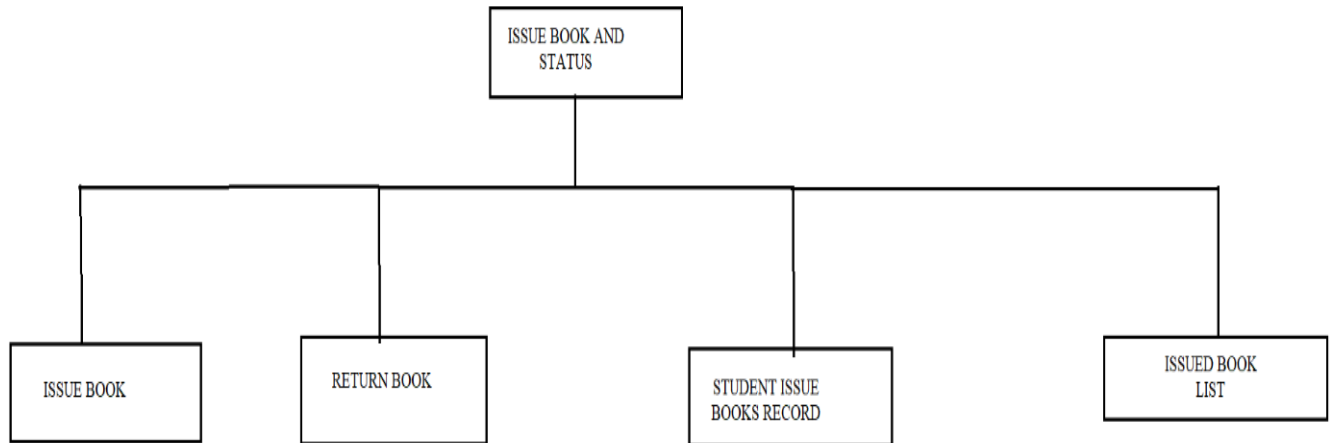 ISSUE BOOK AND
STATUS
ISSUE BOOK
RETURN BOOK
STUDENT ISSUE
BOOKS RECORD
ISSUED BOOK
LIST